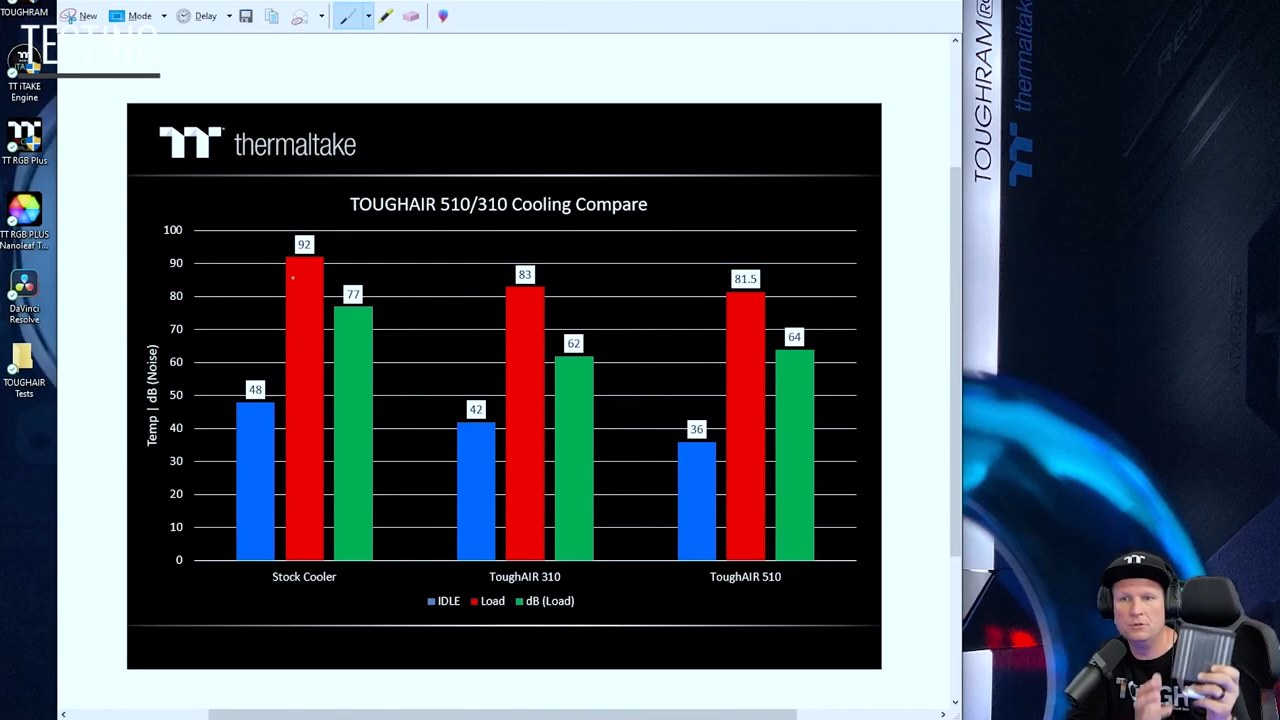 TOUGHRAM
New
Mode
Delay
TESTING
TT iTAKE
Engine
TT RGB Plus
TT RGB PLUS
Nanoleaf T...
DaVinci
Resolve
TOUGHAIR
Tests
thermaltake
TOUGHAIR 510/310 Cooling Compare
Temp | dB (Noise)
100
90
80
70
60
50
40
30
20
10
0
48
92
77
42
83
62
36
81.5
64
Stock Cooler
ToughAIR 310
ToughAIR 510
IDLE
Load
dB (Load)
TOUGHRAM
thermaltake